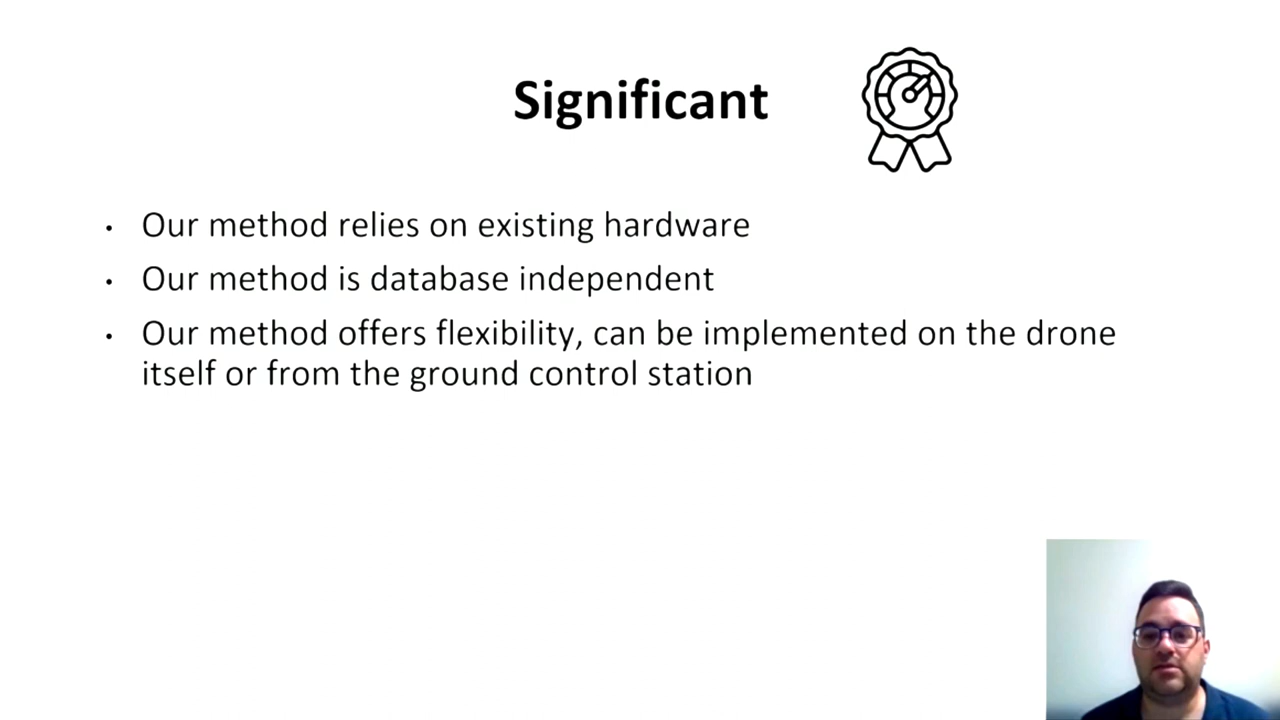 Significant
• Our method relies on existing hardware
• Our method is database independent
• Our method offers flexibility, can be implemented on the drone
itself or from the ground control station